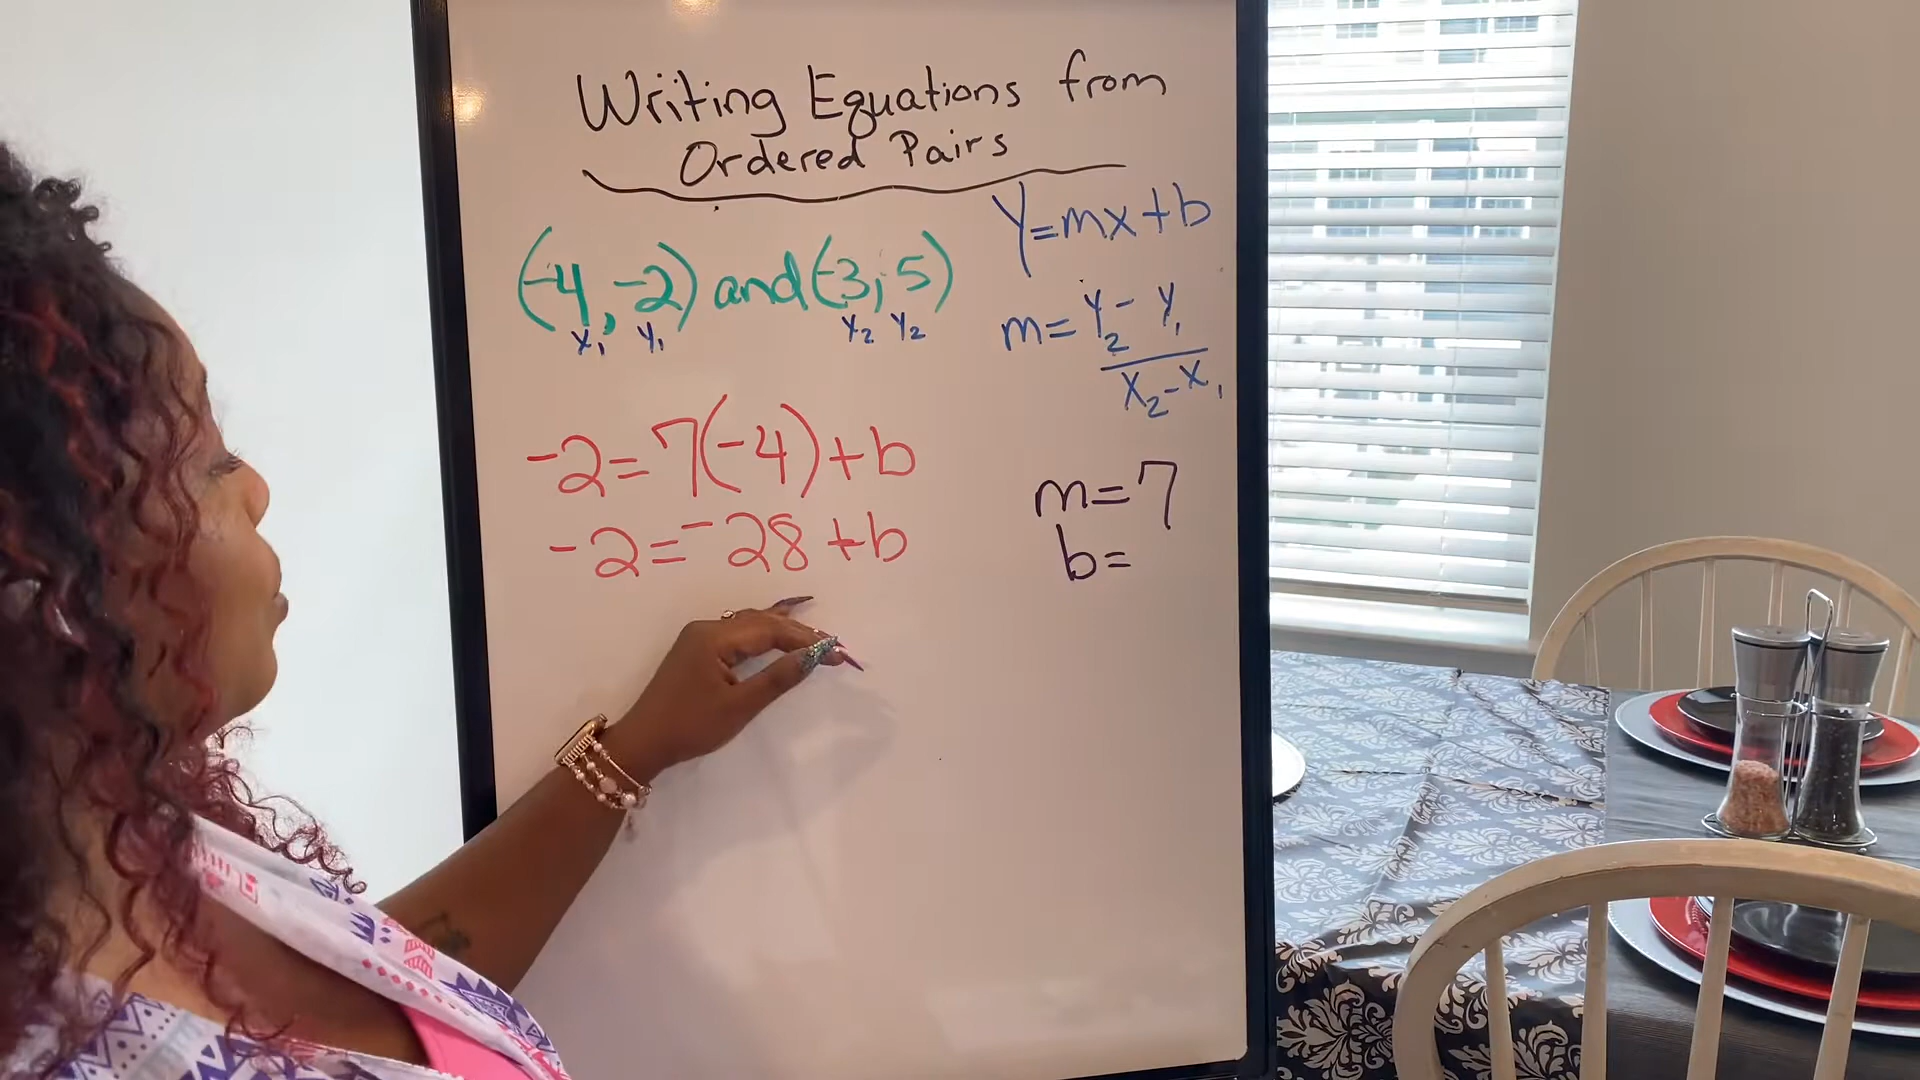 Writing Equations from
Ordered Pairs
y=mx+b
(-4, -2) and (-3, 5)
x₁ y₁ x₂ y₂
m= y₂ - y₁
x₂-x₁
-2=7(-4)+b
-2=-28+b
m=7
b=